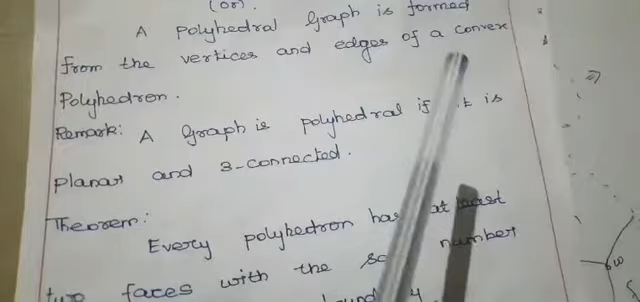 (or).
A Polyhedral Graph is formed
from the vertices and edges of a convex
Polyhedron.
Remark: A Graph is polyhedral if it is
planar and 3-connected.
Theorem:
Every polyhedron has at least
two faces with the number
w